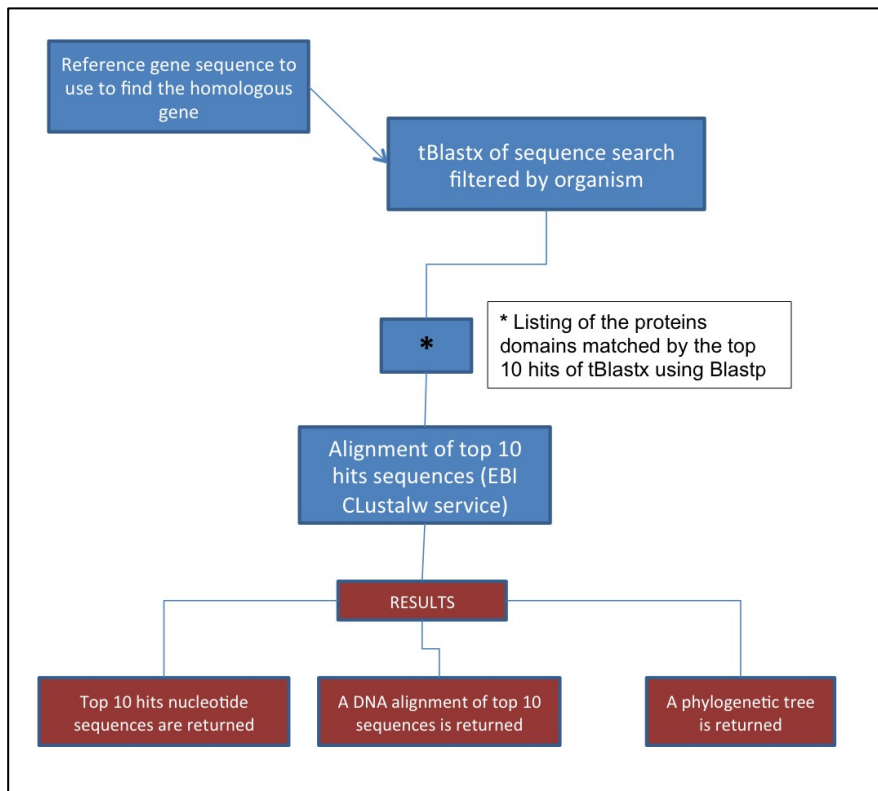 Reference gene sequence to
use to find the homologous
gene
tBlastx of sequence search
filtered by organism
*
* Listing of the proteins
domains matched by the top
10 hits of tBlastx using Blastp
Alignment of top 10
hits sequences (EBI
CLustalw service)
RESULTS
Top 10 hits nucleotide
sequences are returned
A DNA alignment of top 10
sequences is returned
A phylogenetic tree
is returned